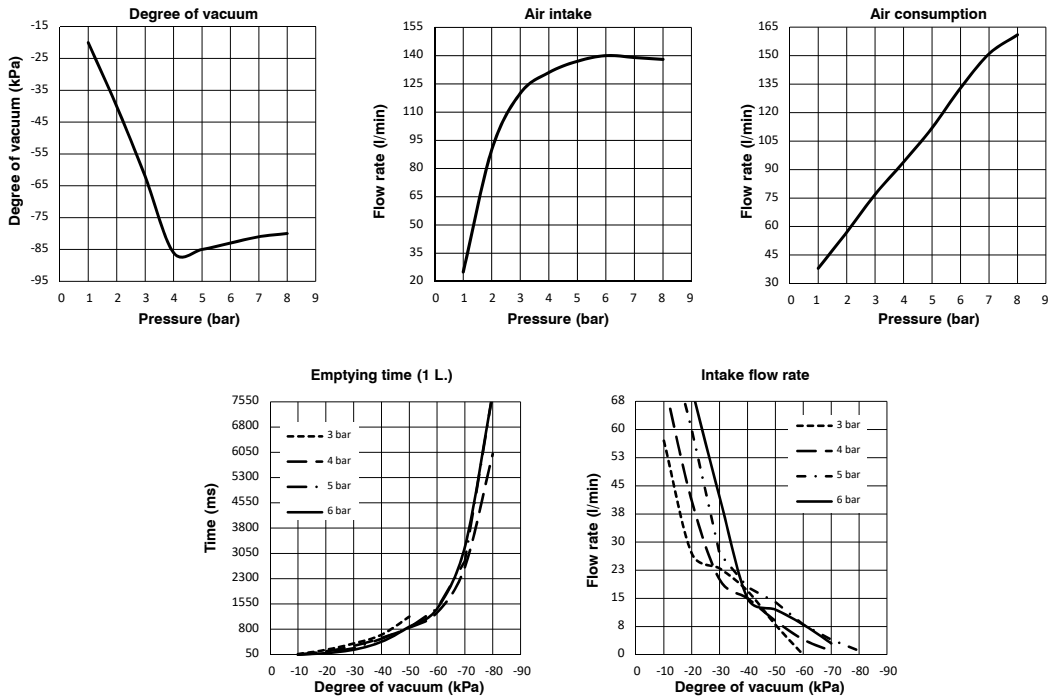 Degree of vacuum
Degree of vacuum (kPa)
-15
-25
-35
-45
-55
-65
-75
-85
-95
0 1 2 3 4 5 6 7 8 9
Pressure (bar)
Air intake
Flow rate (l/min)
155
140
125
110
95
80
65
50
35
20
0 1 2 3 4 5 6 7 8 9
Pressure (bar)
Air consumption
Flow rate (l/min)
165
150
135
120
105
90
75
60
45
30
0 1 2 3 4 5 6 7 8 9
Pressure (bar)
Emptying time (1 L.)
Time (ms)
7550
6800
6050
5300
4550
3800
3050
2300
1550
800
50
3 bar
4 bar
5 bar
6 bar
0 -10 -20 -30 -40 -50 -60 -70 -80 -90
Degree of vacuum (kPa)
Intake flow rate
Flow rate (l/min)
68
60
53
45
38
30
23
15
8
0
3 bar
4 bar
5 bar
6 bar
0 -10 -20 -30 -40 -50 -60 -70 -80 -90
Degree of vacuum (kPa)